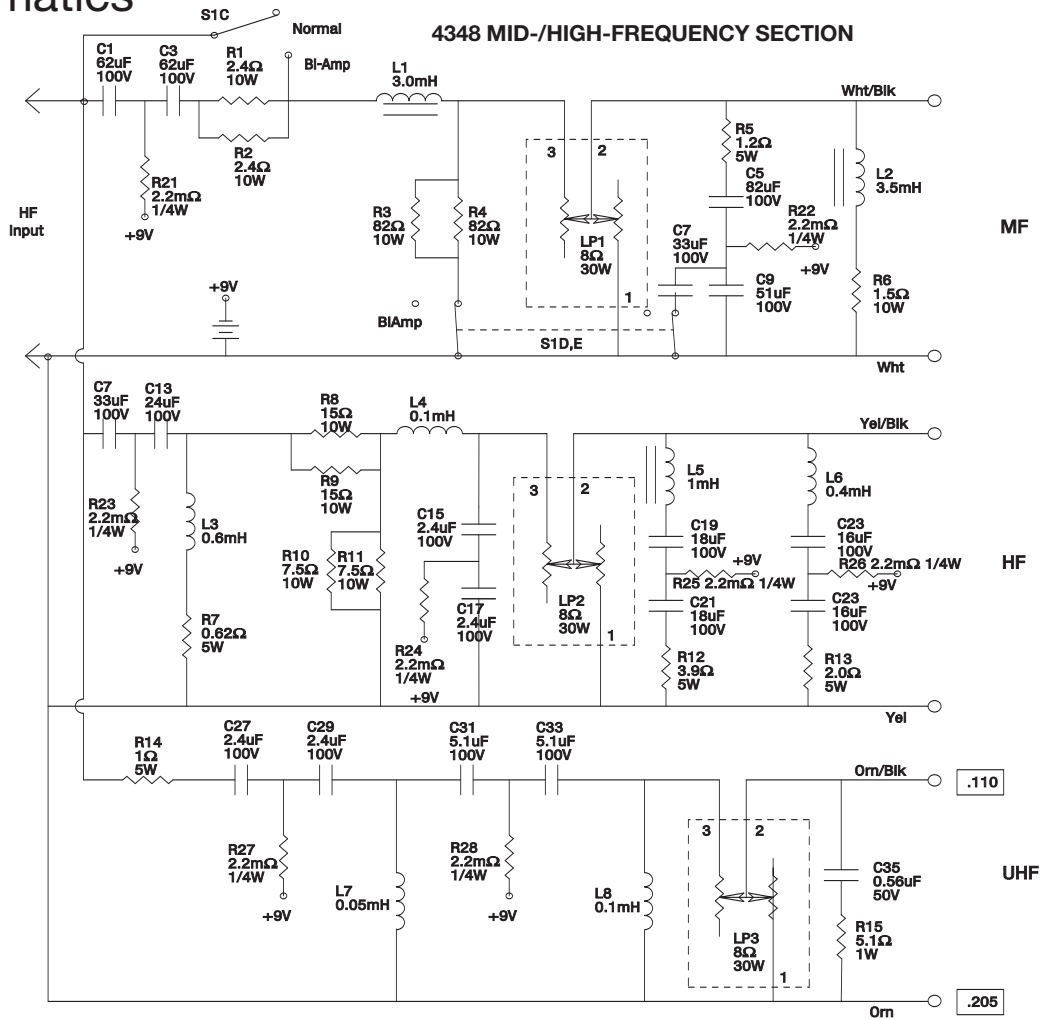 natics
4348 MID-/HIGH-FREQUENCY SECTION
S1C
Normal
Bi-Amp
C1
62uF
100V
C3
62uF
100V
R1
2.4Ω
10W
R2
2.4Ω
10W
L1
3.0mH
Wht/Blk
R21
2.2mΩ
1/4W
+9V
HF
Input
R3
82Ω
10W
R4
82Ω
10W
3
2
LP1
8Ω
30W
1
R5
1.2Ω
5W
C5
82uF
100V
R22
2.2mΩ
1/4W
+9V
L2
3.5mH
C7
33uF
100V
C9
51uF
100V
R6
1.5Ω
10W
MF
+9V
BiAmp
S1D,E
Wht
C7
33uF
100V
C13
24uF
100V
R8
15Ω
10W
R9
15Ω
10W
L4
0.1mH
Yel/Blk
R23
2.2mΩ
1/4W
+9V
L3
0.6mH
R7
0.62Ω
5W
R10
7.5Ω
10W
R11
7.5Ω
10W
C15
2.4uF
100V
C17
2.4uF
100V
R24
2.2mΩ
1/4W
+9V
3
2
LP2
8Ω
30W
1
L5
1mH
L6
0.4mH
C19
18uF
100V
+9V
R25 2.2mΩ 1/4W
C21
18uF
100V
R12
3.9Ω
5W
C23
16uF
100V
R26 2.2mΩ 1/4W
+9V
C23
16uF
100V
R13
2.0Ω
5W
HF
Yel
R14
1Ω
5W
C27
2.4uF
100V
C29
2.4uF
100V
C31
5.1uF
100V
C33
5.1uF
100V
Orn/Blk
.110
R27
2.2mΩ
1/4W
+9V
L7
0.05mH
R28
2.2mΩ
1/4W
+9V
L8
0.1mH
3
2
LP3
8Ω
30W
1
C35
0.56uF
50V
R15
5.1Ω
1W
UHF
Orn
.205